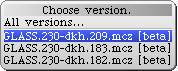 Choose version.
All versions...
GLASS.230-dkh.209.mcz [beta]
GLASS.230-dkh.183.mcz [beta]
GLASS.230-dkh.182.mcz [beta]